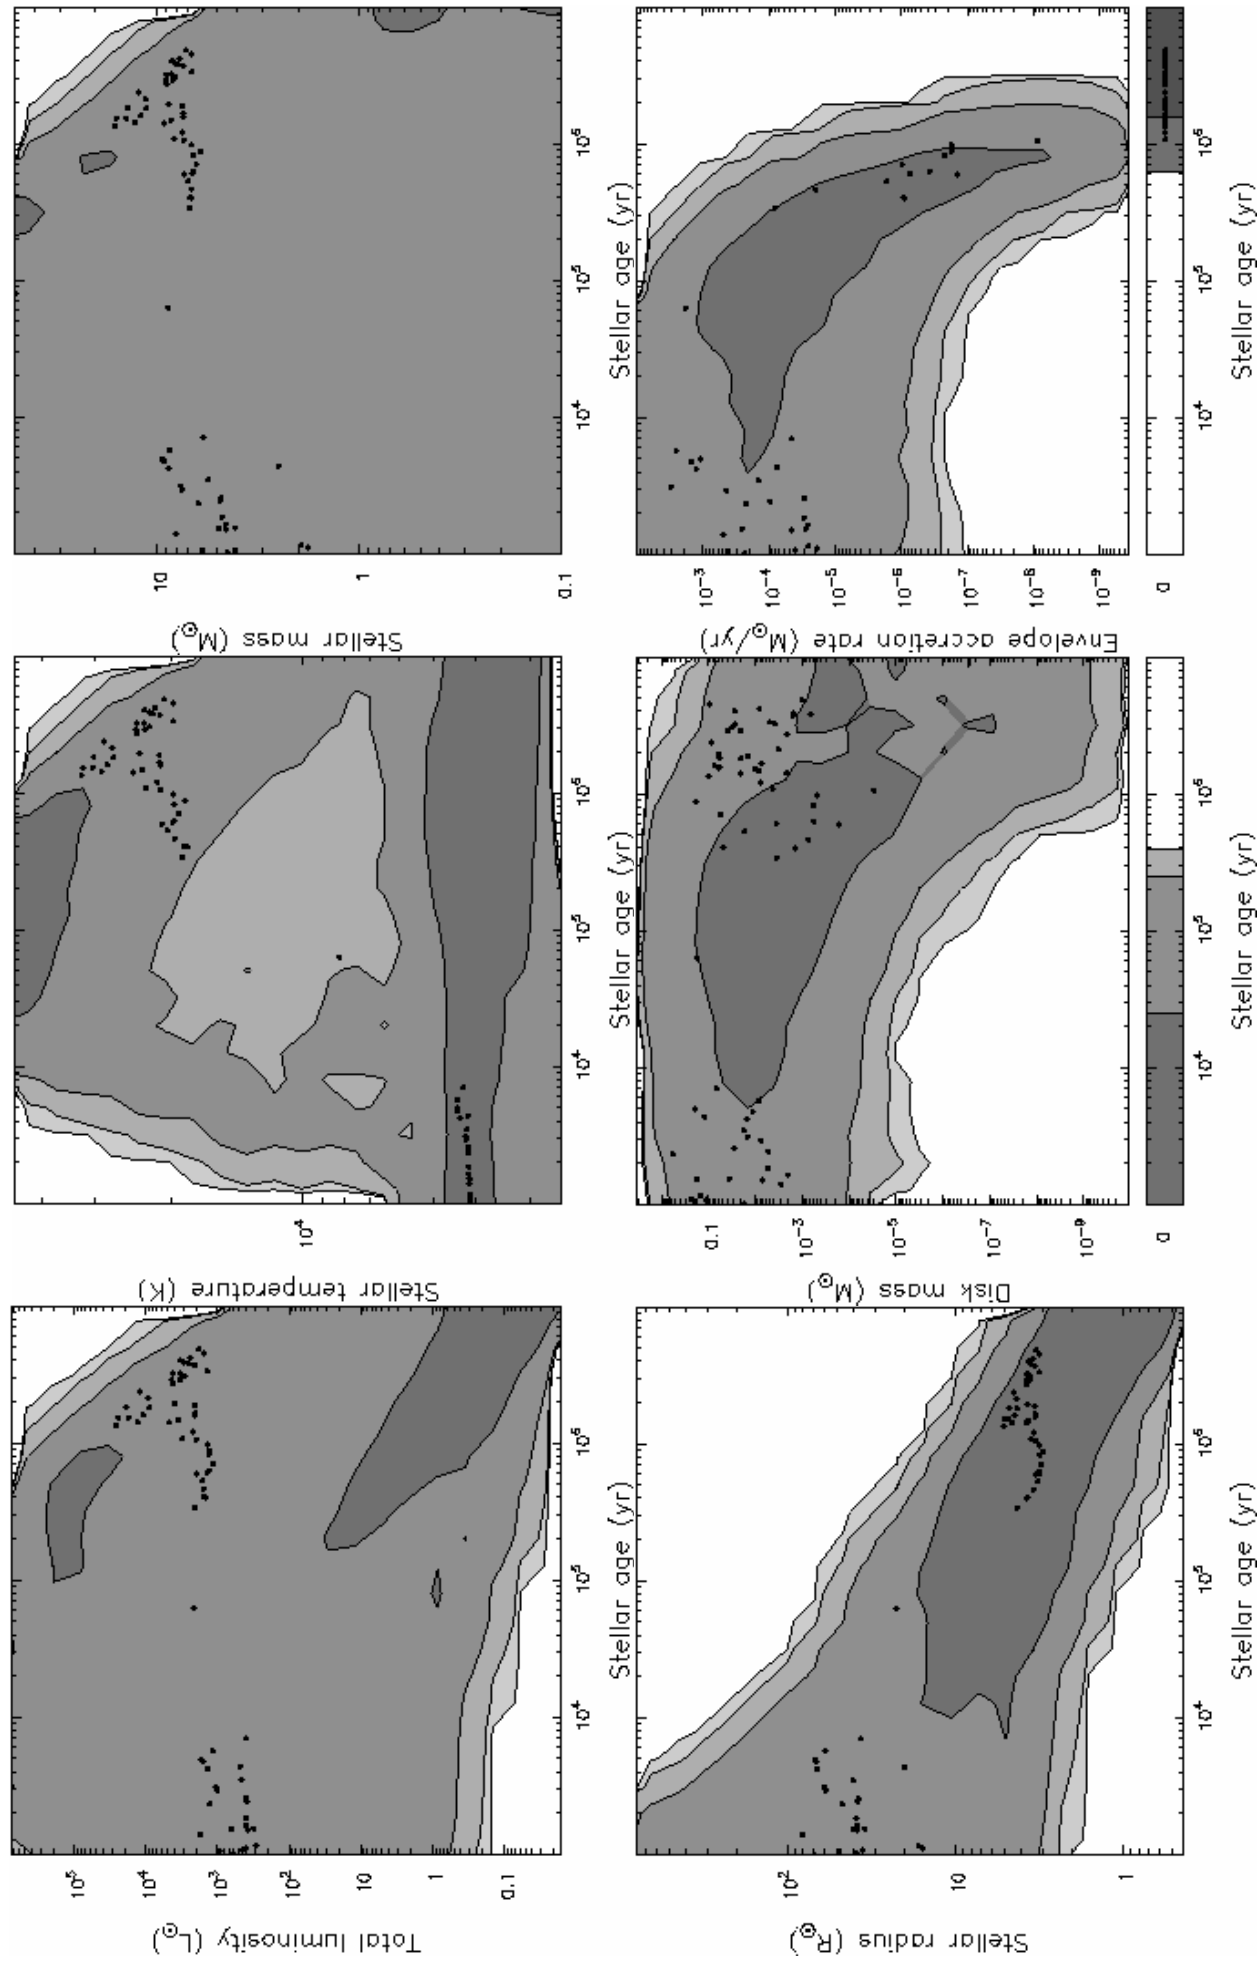 Total luminosity (L⊙)
10⁵
10⁴
10³
10²
10
1
0.1
10⁴ 10⁵ 10⁶
Stellar age (yr)
Stellar temperature (K)
10⁴
10⁴ 10⁵ 10⁶
Stellar age (yr)
Stellar mass (M⊙)
10
1
0.1
10⁴ 10⁵ 10⁶
Stellar age (yr)
Stellar radius (R⊙)
10²
10
1
10⁴ 10⁵ 10⁶
Stellar age (yr)
Disk mass (M⊙)
0.1
10⁻³
10⁻⁵
10⁻⁷
10⁻⁹
0
10⁴ 10⁵ 10⁶
Stellar age (yr)
Envelope accretion rate (M⊙/yr)
10⁻³
10⁻⁴
10⁻⁵
10⁻⁶
10⁻⁷
10⁻⁸
10⁻⁹
0
10⁴ 10⁵ 10⁶
Stellar age (yr)